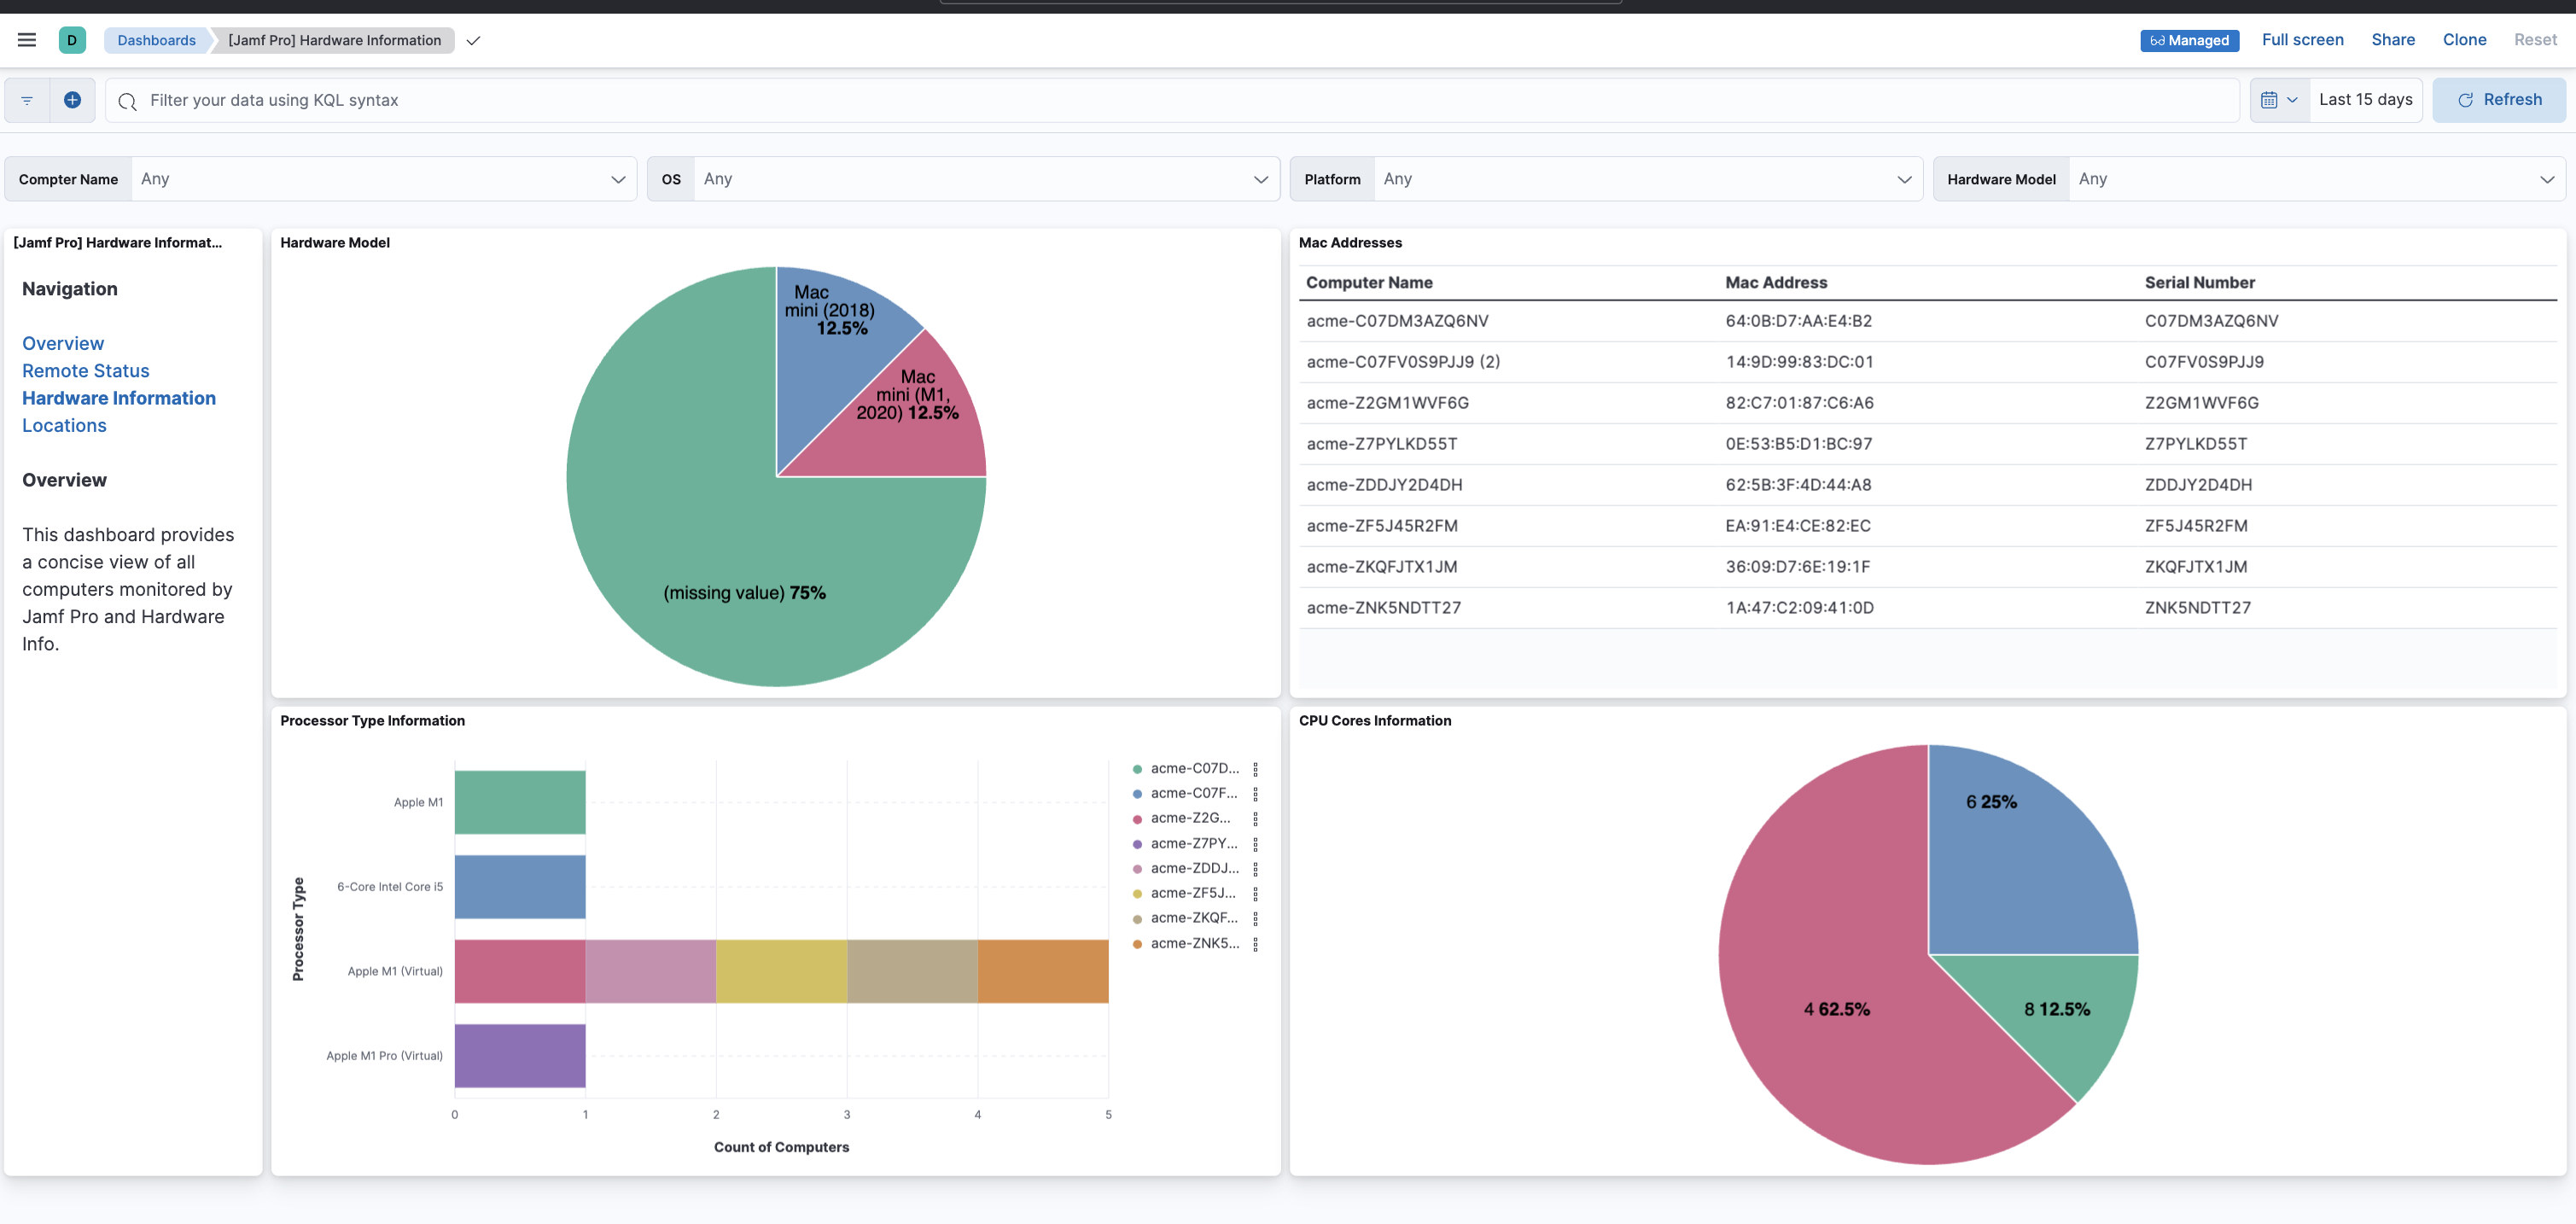 D Dashboards [Jamf Pro] Hardware Information Managed Full screen Share Clone Reset
Filter your data using KQL syntax Last 15 days Refresh
Compter Name Any OS Any Platform Any Hardware Model Any
[Jamf Pro] Hardware Informat...
Navigation
Overview
Remote Status
Hardware Information
Locations
Overview
This dashboard provides
a concise view of all
computers monitored by
Jamf Pro and Hardware
Info.
Hardware Model
Mac
mini (2018)
12.5%
Mac
mini (M1,
2020) 12.5%
(missing value) 75%
Mac Addresses
Computer Name Mac Address Serial Number
acme-C07DM3AZQ6NV 64:0B:D7:AA:E4:B2 C07DM3AZQ6NV
acme-C07FV0S9PJJ9 (2) 14:9D:99:83:DC:01 C07FV0S9PJJ9
acme-Z2GM1WVF6G 82:C7:01:87:C6:A6 Z2GM1WVF6G
acme-Z7PYLKD55T 0E:53:B5:D1:BC:97 Z7PYLKD55T
acme-ZDDJY2D4DH 62:5B:3F:4D:44:A8 ZDDJY2D4DH
acme-ZF5J45R2FM EA:91:E4:CE:82:EC ZF5J45R2FM
acme-ZKQFJTX1JM 36:09:D7:6E:19:1F ZKQFJTX1JM
acme-ZNK5NDTT27 1A:47:C2:09:41:0D ZNK5NDTT27
Processor Type Information
Processor Type
Apple M1
6-Core Intel Core i5
Apple M1 (Virtual)
Apple M1 Pro (Virtual)
0 1 2 3 4 5
Count of Computers
acme-C07D...
acme-C07F...
acme-Z2G...
acme-Z7PY...
acme-ZDDJ...
acme-ZF5J...
acme-ZKQF...
acme-ZNK5...
CPU Cores Information
6 25%
4 62.5%
8 12.5%